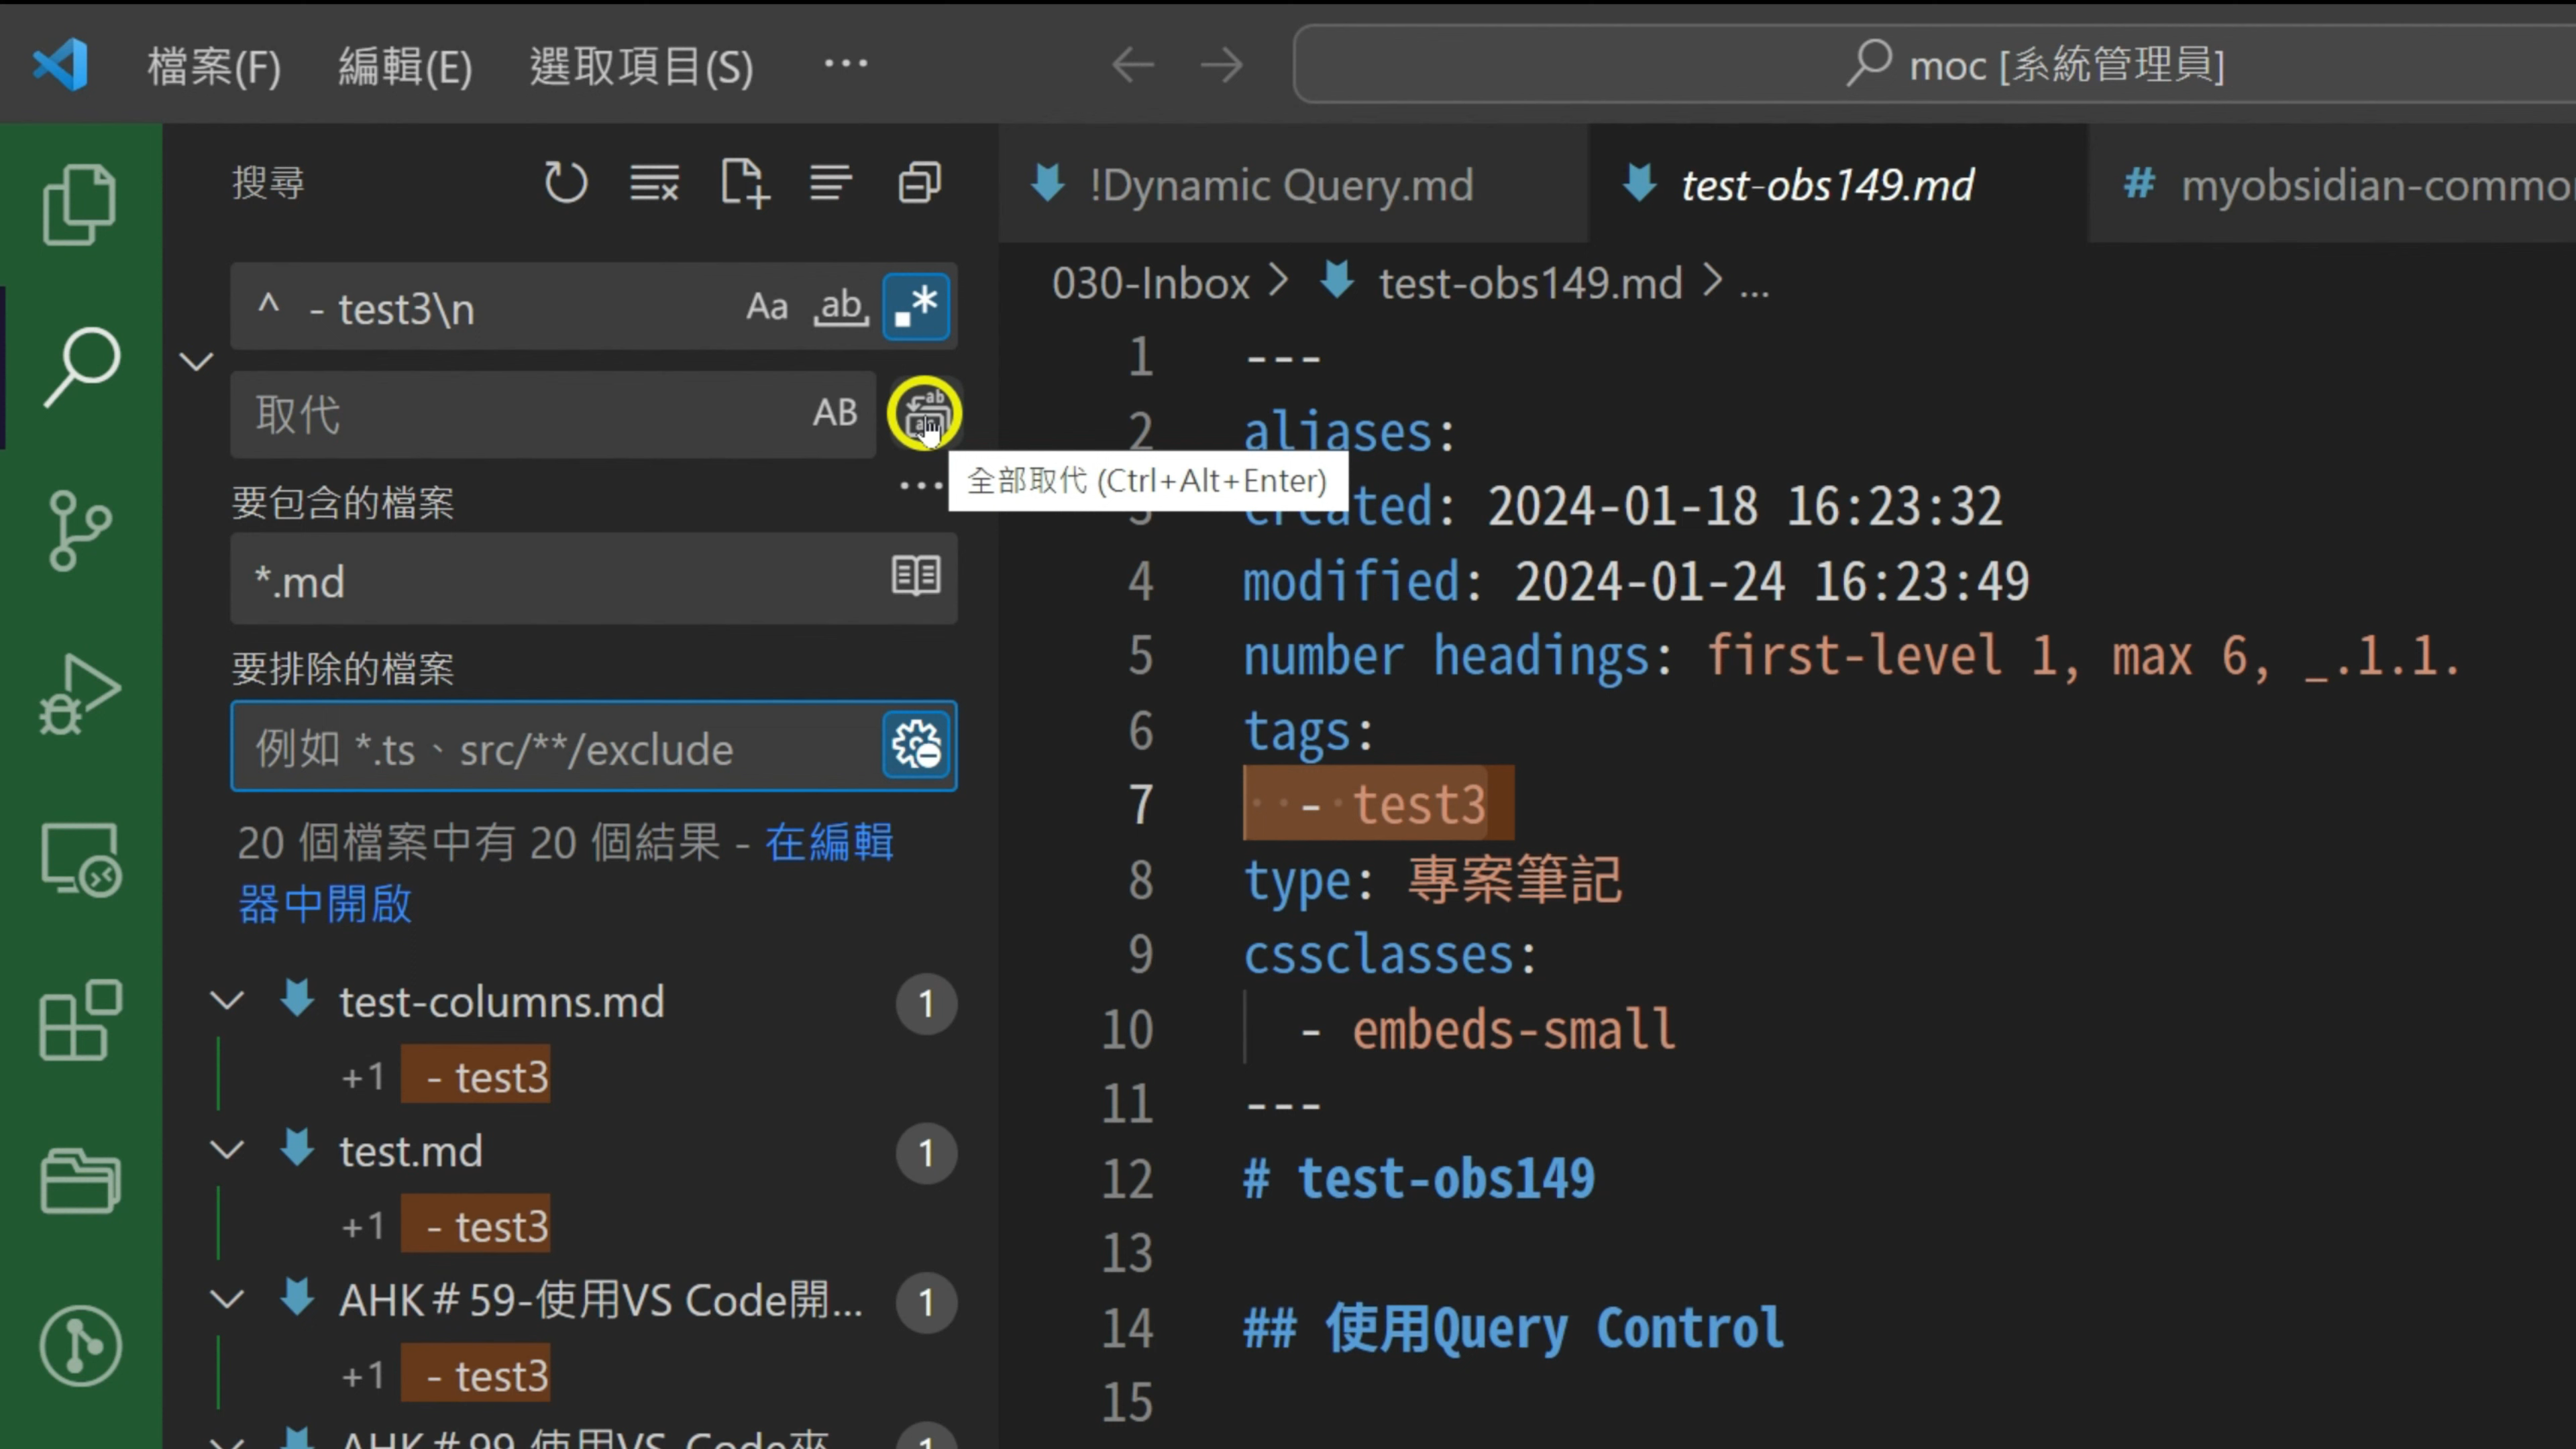 檔案(F) 編輯(E) 選取項目(S) ··· moc [系統管理員]
搜尋
^  - test3\n Aa ab
取代 AB
全部取代 (Ctrl+Alt+Enter)
要包含的檔案
*.md
要排除的檔案
例如 *.ts、src/**/exclude
20 個檔案中有 20 個結果 - 在編輯
器中開啟
test-columns.md 1
+1 - test3
test.md 1
+1 - test3
AHK＃59-使用VS Code開... 1
+1 - test3
!Dynamic Query.md test-obs149.md # myobsidian-commo
030-Inbox > test-obs149.md > ...
1 ---
2 aliases:
3 created: 2024-01-18 16:23:32
4 modified: 2024-01-24 16:23:49
5 number headings: first-level 1, max 6, _.1.1.
6 tags:
7 - test3
8 type: 專案筆記
9 cssclasses:
10 - embeds-small
11 ---
12 # test-obs149
13
14 ## 使用Query Control
15